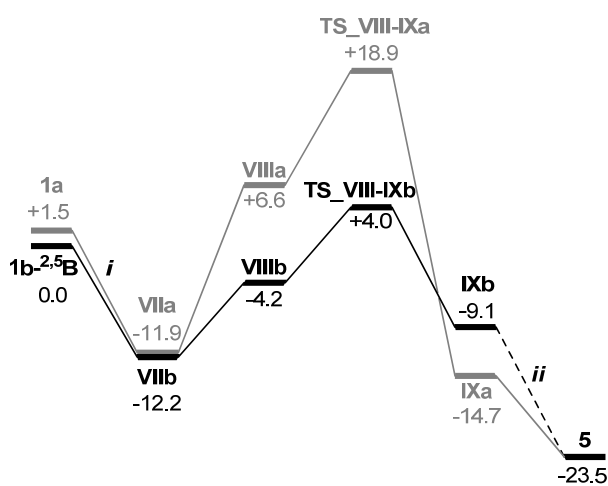 TS_VIII-IXa
+18.9
VIIIa
+6.6
1a
+1.5
TS_VIII-IXb
+4.0
1b-2,5B
0.0
i
VIIIb
-4.2
IXb
-9.1
VIIa
-11.9
VIIb
-12.2
ii
IXa
-14.7
5
-23.5